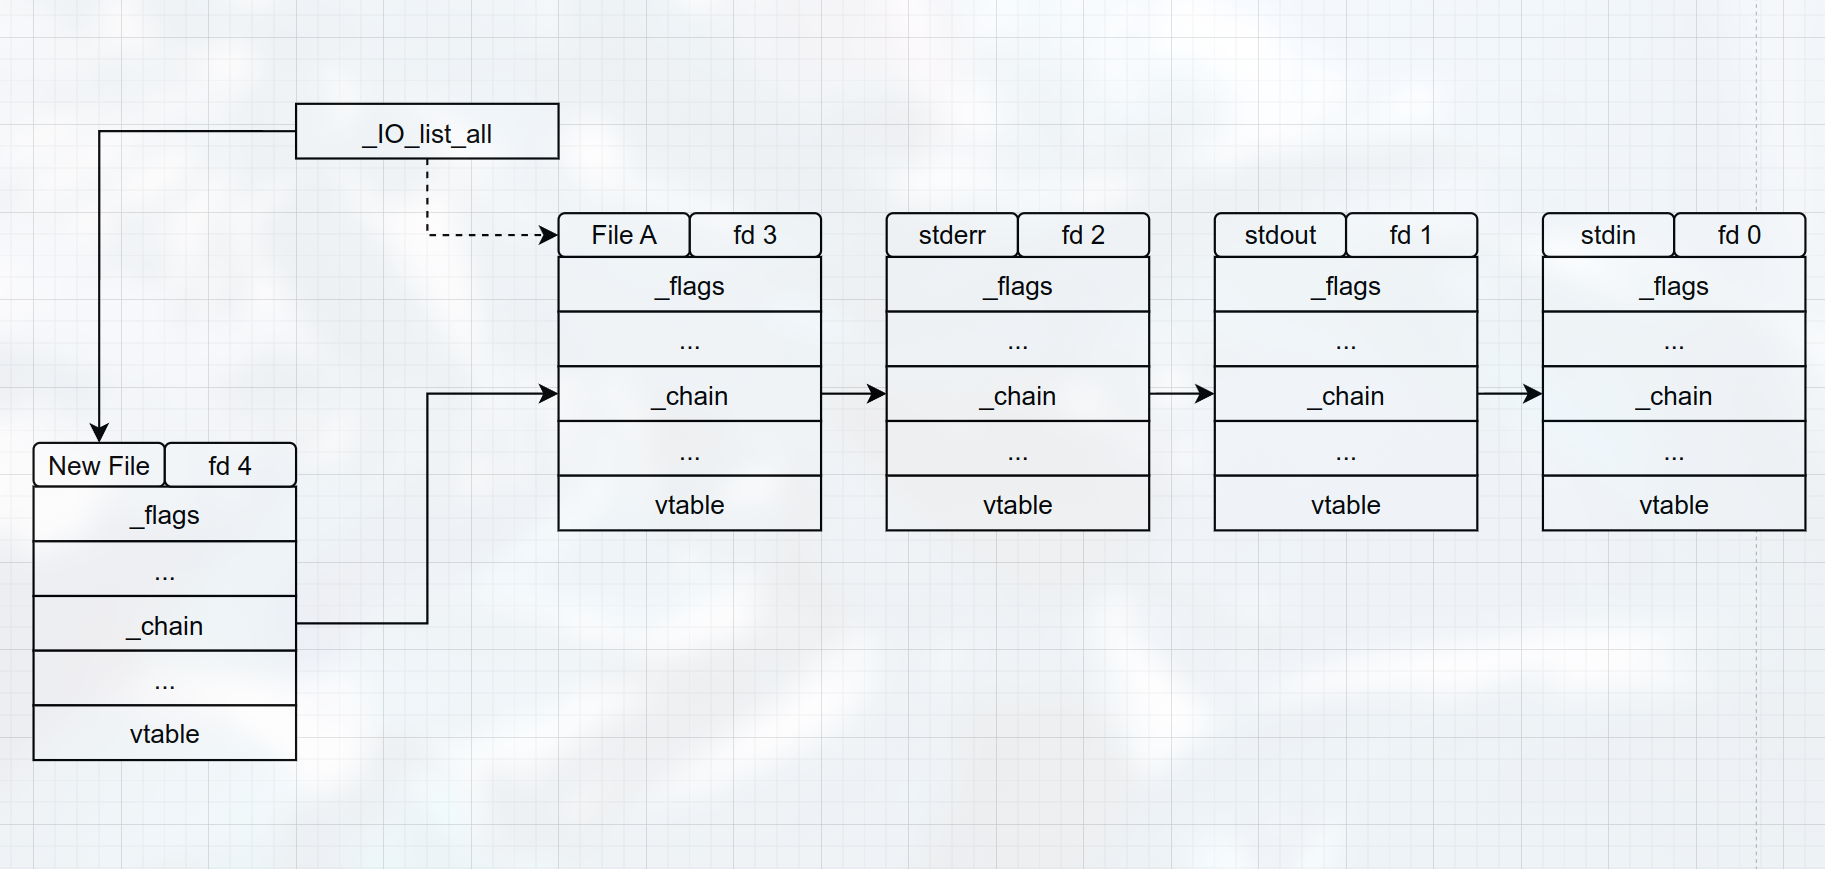 _IO_list_all
File A fd 3
_flags
...
_chain
...
vtable
stderr fd 2
_flags
...
_chain
...
vtable
stdout fd 1
_flags
...
_chain
...
vtable
stdin fd 0
_flags
...
_chain
...
vtable
New File fd 4
_flags
...
_chain
...
vtable